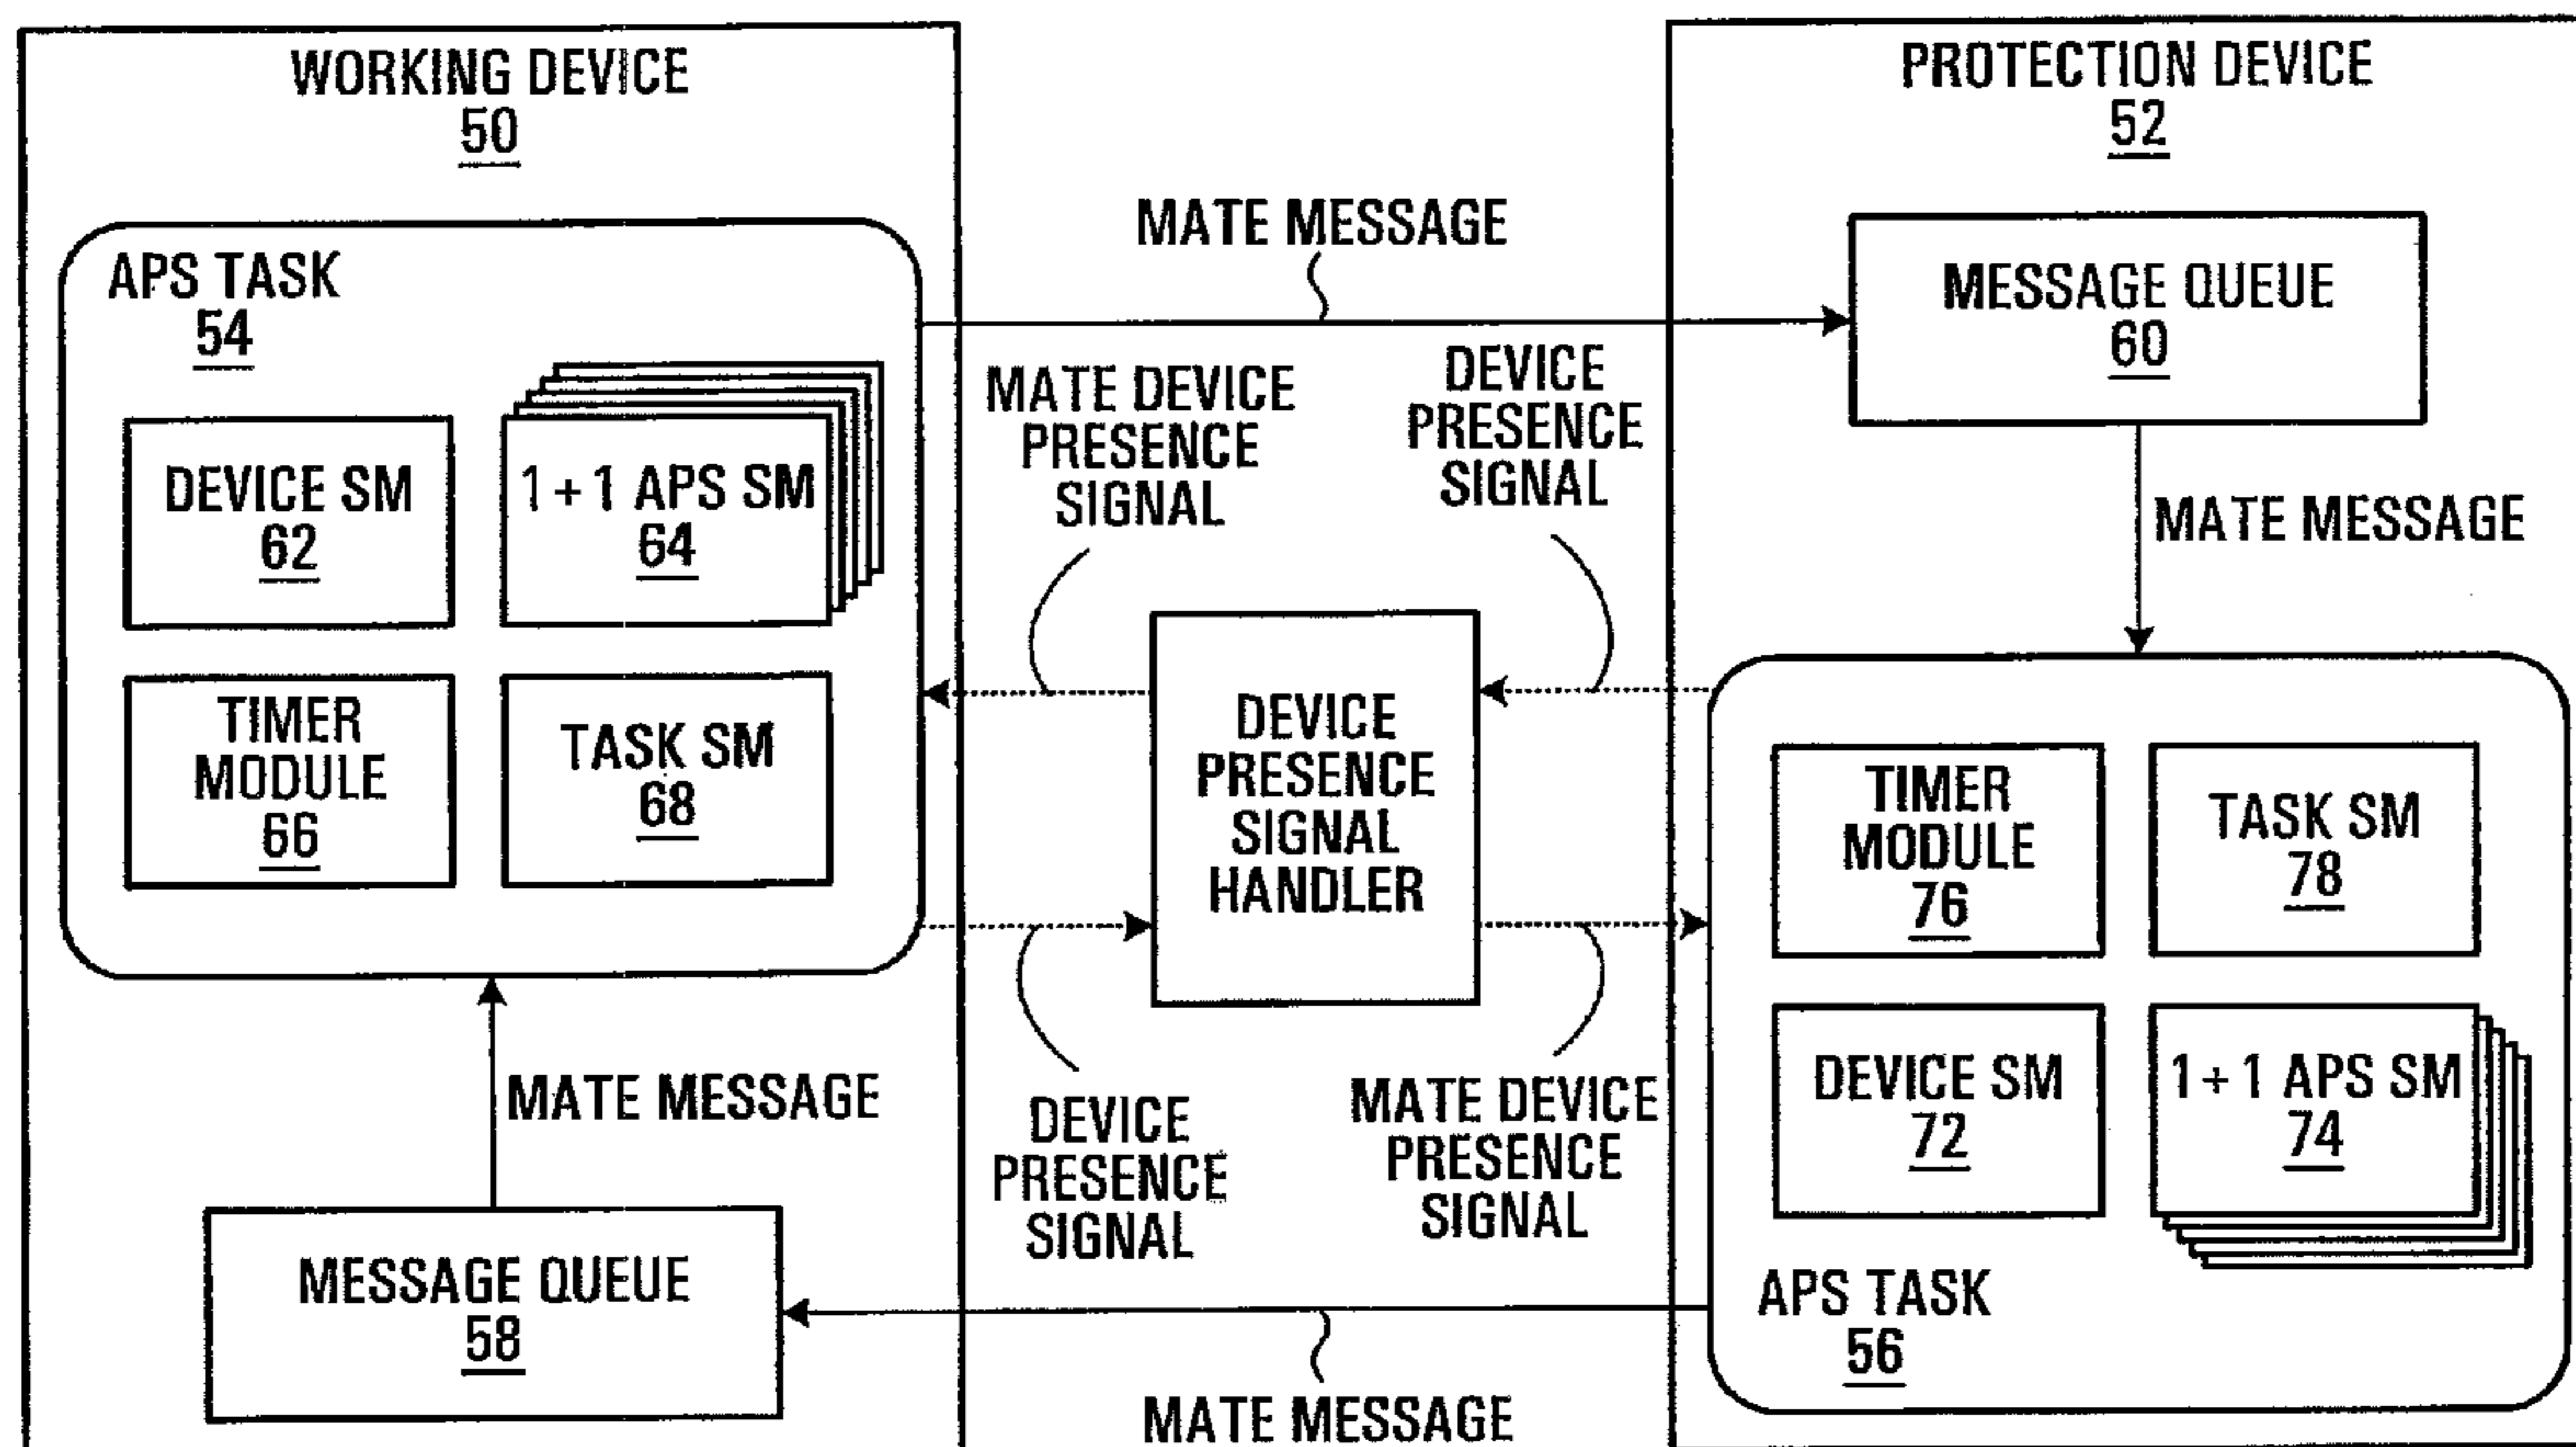 WORKING DEVICE
50
APS TASK
54
DEVICE SM
62
1 + 1 APS SM
64
TIMER
MODULE
66
TASK SM
68
MATE MESSAGE
MESSAGE QUEUE
58
MATE MESSAGE
MATE DEVICE
PRESENCE
SIGNAL
DEVICE
PRESENCE
SIGNAL
DEVICE
PRESENCE
SIGNAL
HANDLER
DEVICE
PRESENCE
SIGNAL
MATE DEVICE
PRESENCE
SIGNAL
MATE MESSAGE
PROTECTION DEVICE
52
MESSAGE QUEUE
60
MATE MESSAGE
TIMER
MODULE
76
TASK SM
78
DEVICE SM
72
1 + 1 APS SM
74
APS TASK
56